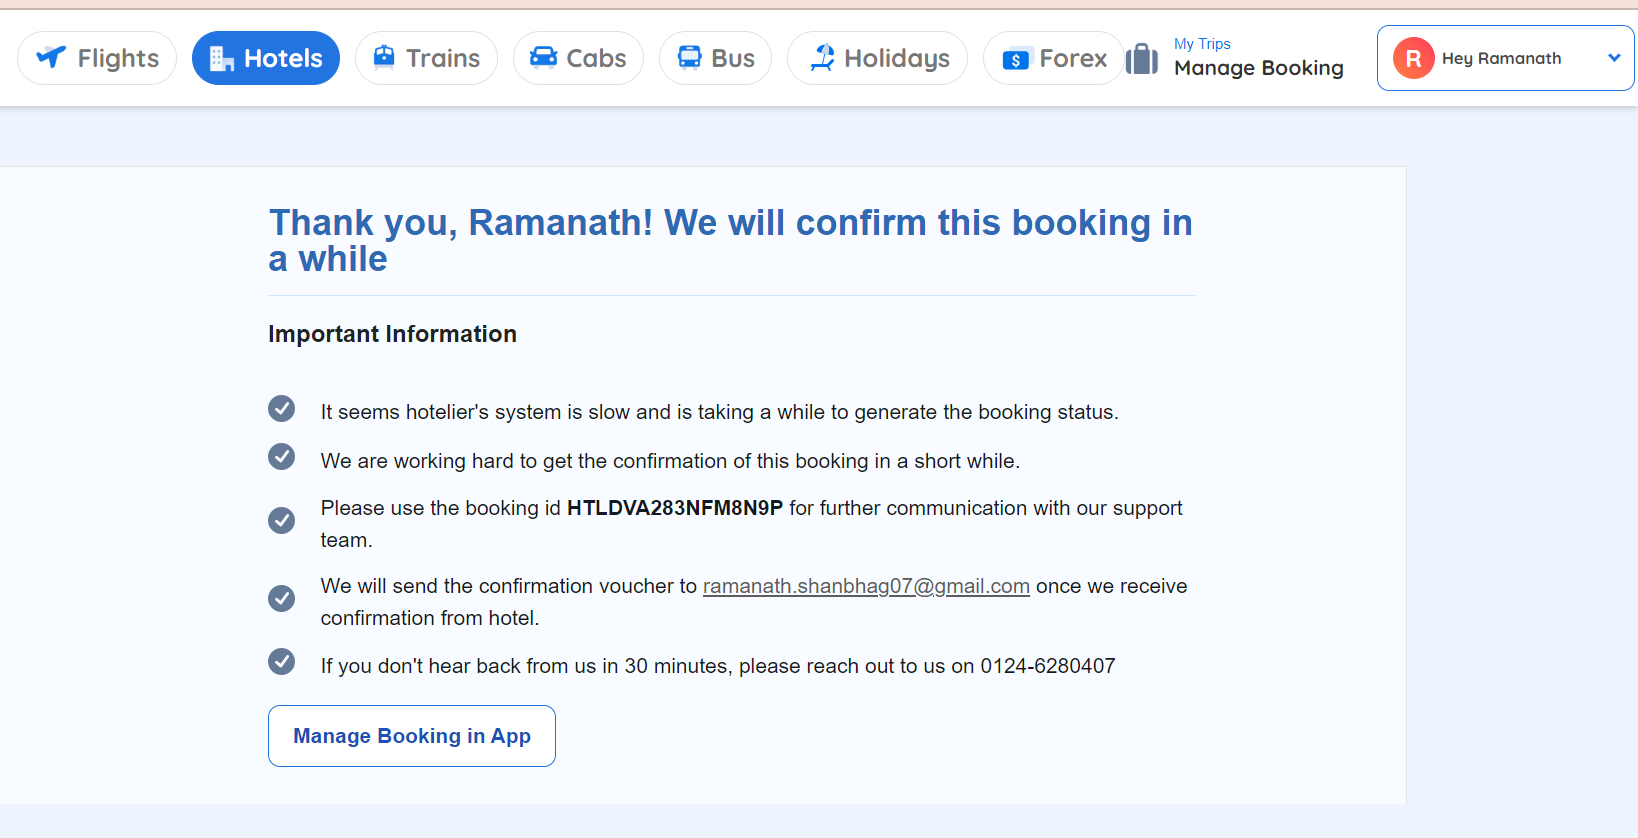 Flights
Hotels
Trains
Cabs
Bus
Holidays
$
Forex
My Trips
Manage Booking
R
Hey Ramanath
Thank you, Ramanath! We will confirm this booking in
a while
Important Information
It seems hotelier's system is slow and is taking a while to generate the booking status.
We are working hard to get the confirmation of this booking in a short while.
Please use the booking id HTLDVA283NFM8N9P for further communication with our support
team.
We will send the confirmation voucher to ramanath.shanbhag07@gmail.com once we receive
confirmation from hotel.
If you don't hear back from us in 30 minutes, please reach out to us on 0124-6280407
Manage Booking in App